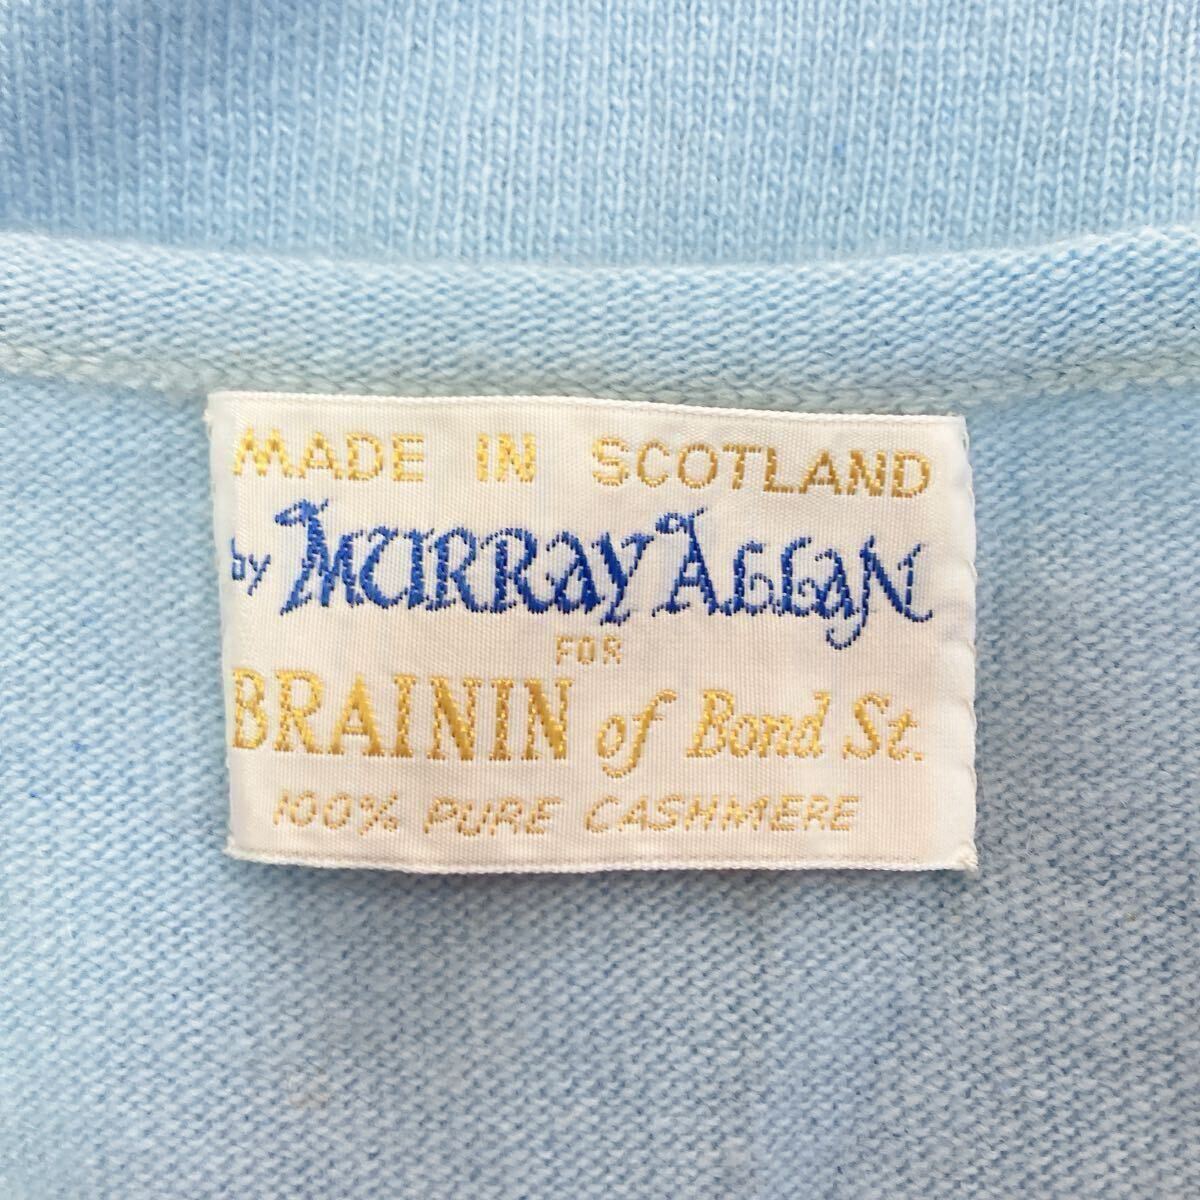 MADE IN SCOTLAND
by MURRAY ALLAN
FOR
BRAININ of Bond St.
100% PURE CASHMERE